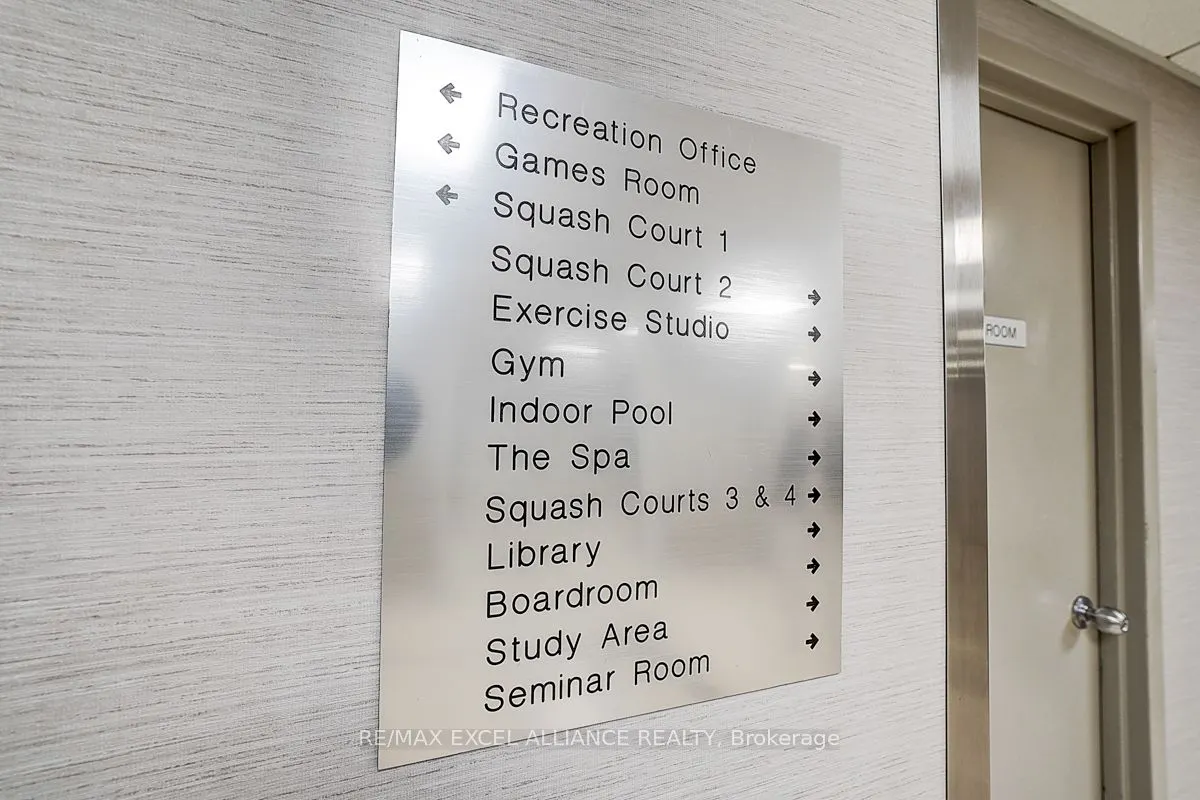 Recreation Office
Games Room
Squash Court 1
Squash Court 2
Exercise Studio
Gym
Indoor Pool
The Spa
Squash Courts 3 & 4
Library
Boardroom
Study Area
Seminar Room
ROOM
RE/MAX EXCEL ALLIANCE REALTY, Brokerage